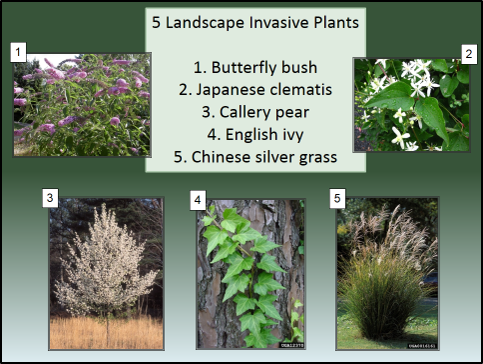 5 Landscape Invasive Plants
1. Butterfly bush
2. Japanese clematis
3. Callery pear
4. English ivy
5. Chinese silver grass
1
2
3
4
5